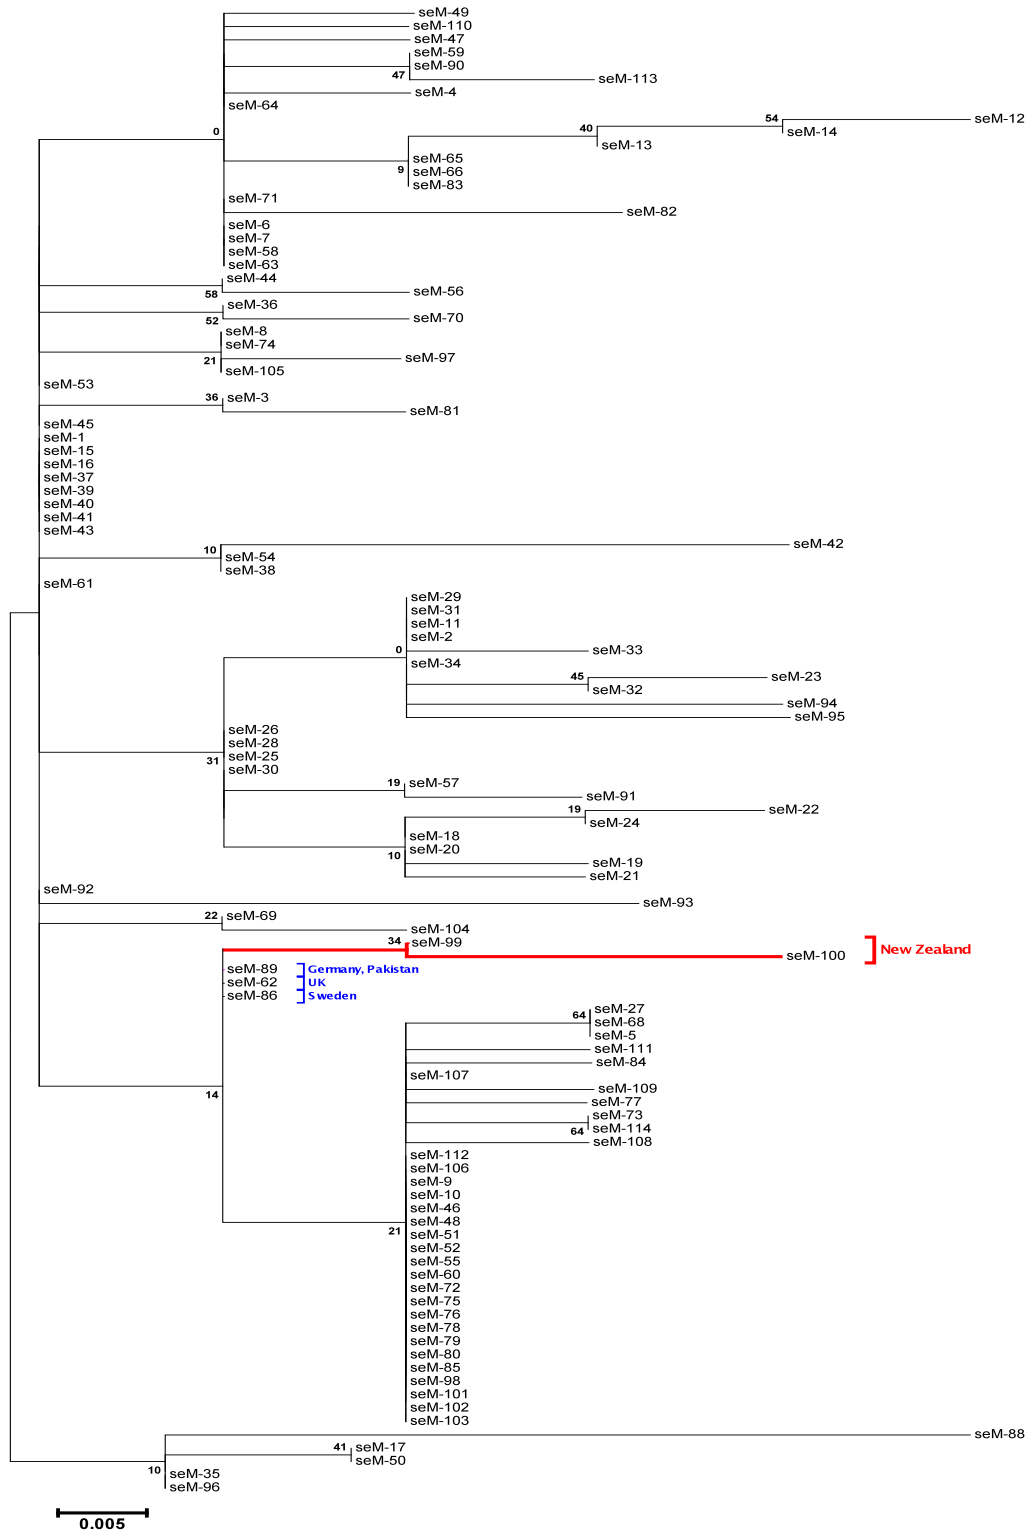 seM-49
seM-110
seM-47
seM-59
seM-90
47
seM-113
seM-4
seM-64
54
seM-12
0
40
seM-14
seM-13
seM-65
9
seM-66
seM-83
seM-71
seM-82
seM-6
seM-7
seM-58
seM-63
seM-44
58
seM-56
seM-36
52
seM-70
seM-8
seM-74
21
seM-97
seM-105
seM-53
36
seM-3
seM-81
seM-45
seM-1
seM-15
seM-16
seM-37
seM-39
seM-40
seM-41
seM-43
10
seM-42
seM-54
seM-38
seM-61
seM-29
seM-31
seM-11
seM-2
0
seM-33
seM-34
45
seM-23
seM-32
seM-94
seM-95
seM-26
seM-28
31
seM-25
seM-30
19
seM-57
seM-91
19
seM-22
seM-24
seM-18
10
seM-20
seM-19
seM-21
seM-92
seM-93
22
seM-69
seM-104
34
seM-99
seM-100
New Zealand
seM-89
Germany, Pakistan
seM-62
UK
seM-86
Sweden
seM-27
64
seM-68
seM-5
seM-111
seM-84
seM-107
seM-109
14
seM-77
seM-73
64
seM-114
seM-108
seM-112
seM-106
seM-9
seM-10
seM-46
seM-48
21
seM-51
seM-52
seM-55
seM-60
seM-72
seM-75
seM-76
seM-78
seM-79
seM-80
seM-85
seM-98
seM-101
seM-102
seM-103
seM-88
41
seM-17
seM-50
10
seM-35
seM-96
0.005